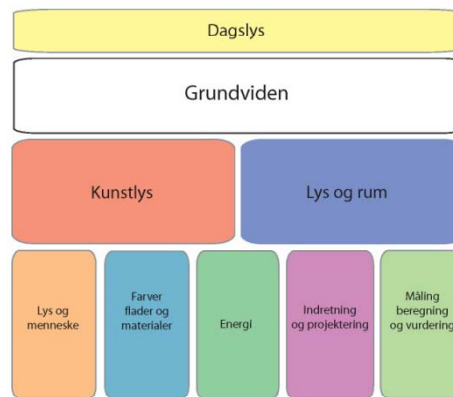 Dagslys
Grundviden
Kunstlys
Lys og rum
Lys og
menneske
Farver
flader og
materialer
Energi
Indretning
og projektering
Måling
beregning
og vurdering